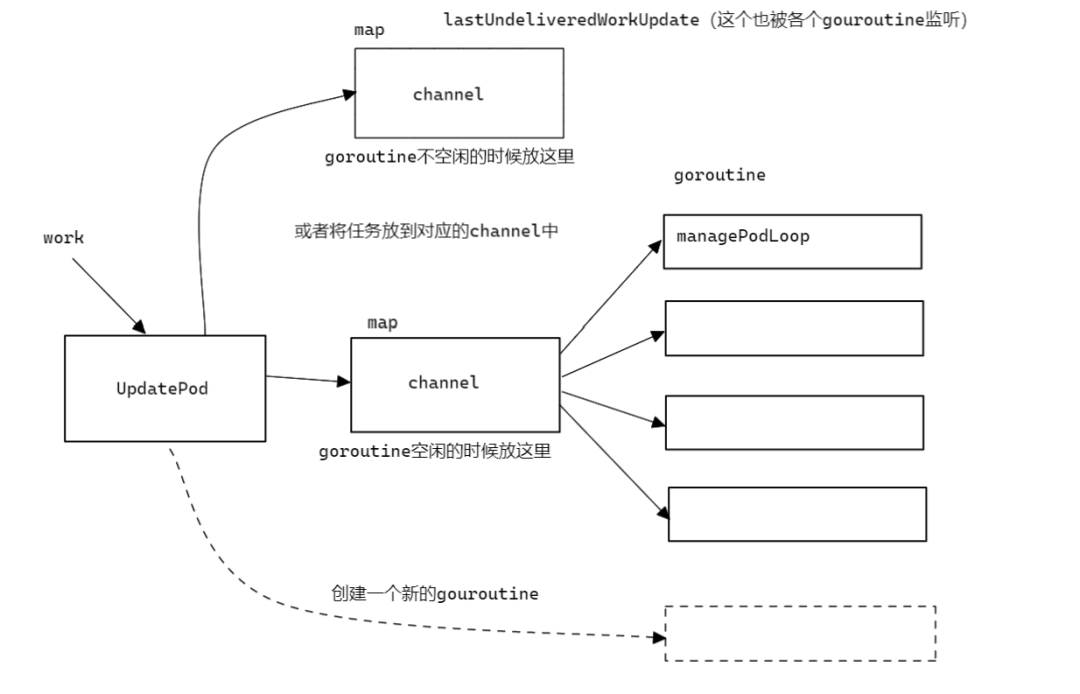 lastUndeliveredWorkUpdate（这个也被各个gouroutine监听）
map
channel
goroutine不空闲的时候放这里
goroutine
或者将任务放到对应的channel中
managePodLoop
work
map
channel
UpdatePod
goroutine空闲的时候放这里
创建一个新的gouroutine